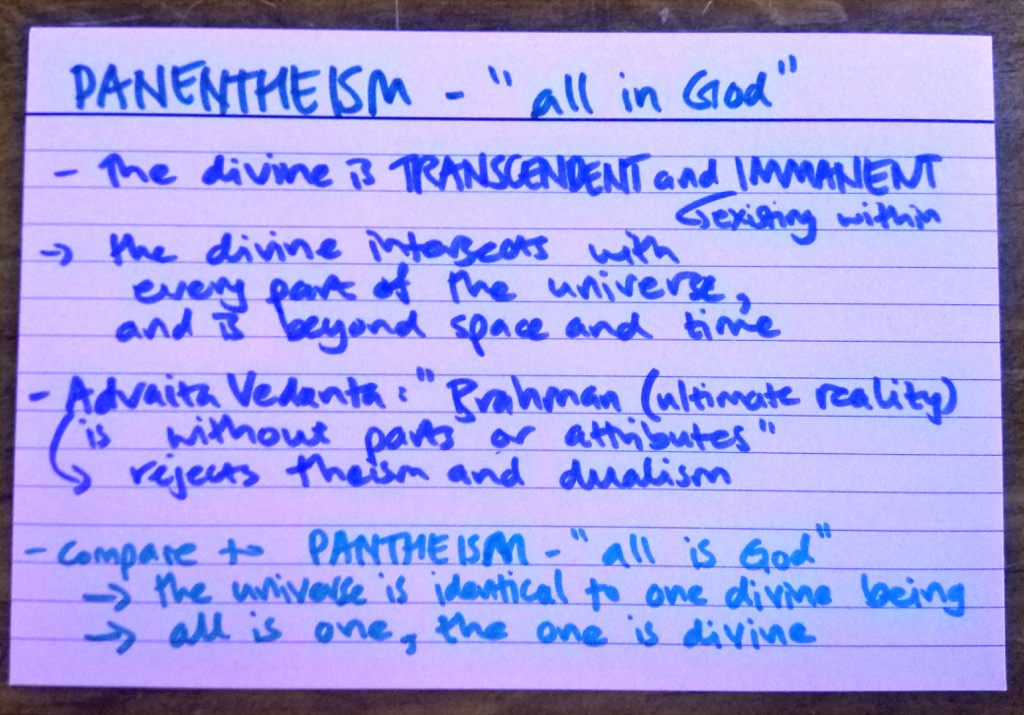 PANENTHEISM - "all in God"
- the divine is TRANSCENDENT and IMMANENT
existing within
→ the divine intersects with
every part of the universe,
and is beyond space and time
- Advaita Vedanta: "Brahman (ultimate reality)
is without parts or attributes"
↳ rejects theism and dualism
- compare to PANTHEISM - "all is God"
→ the universe is identical to one divine being
→ all is one, the one is divine